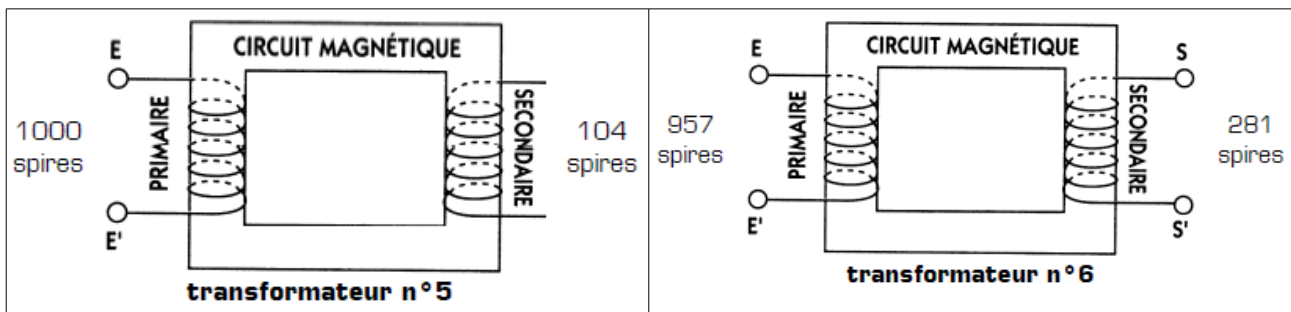 E
CIRCUIT MAGNÉTIQUE
1000
spires
PRIMAIRE
SECONDAIRE
104
spires
E'
transformateur n°5
E
CIRCUIT MAGNÉTIQUE
S
957
spires
PRIMAIRE
SECONDAIRE
281
spires
E'
S'
transformateur n°6